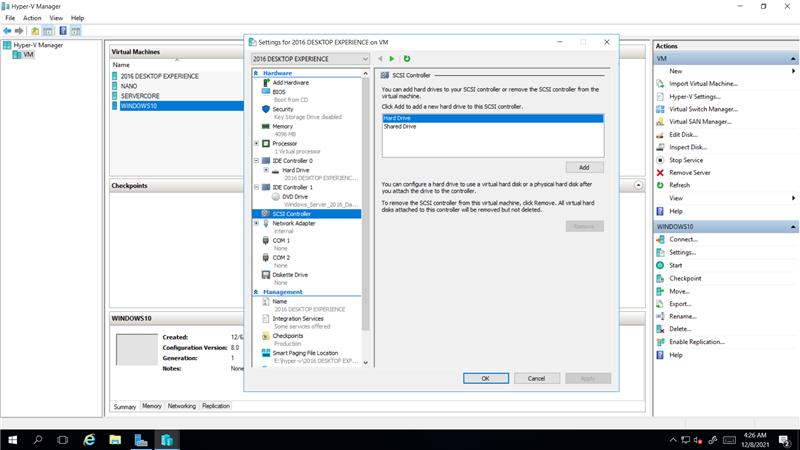 Hyper-V Manager
File Action View Help
Hyper-V Manager
VM
Virtual Machines
Name
2016 DESKTOP EXPERIENCE
NANO
SERVERCORE
WINDOWS10
Checkpoints
WINDOWS10
Created: 12/6
Configuration Version: 8.0
Generation: 1
Notes: None
Summary Memory Networking Replication
Settings for 2016 DESKTOP EXPERIENCE on VM
2016 DESKTOP EXPERIENCE
Hardware
Add Hardware
BIOS
Boot from CD
Security
Key Storage Drive disabled
Memory
4096 MB
Processor
1 Virtual processor
IDE Controller 0
Hard Drive
2016 DESKTOP EXPERIENC...
IDE Controller 1
DVD Drive
Windows_Server_2016_Da...
SCSI Controller
Network Adapter
internal
COM 1
None
COM 2
None
Diskette Drive
None
Management
Name
2016 DESKTOP EXPERIENCE
Integration Services
Some services offered
Checkpoints
Production
Smart Paging File Location
E:\hyper-v\2016 DESKTOP EXP...
SCSI Controller
You can add hard drives to your SCSI controller or remove the SCSI controller from the
virtual machine.
Click Add to add a new hard drive to this SCSI controller.
Hard Drive
Shared Drive
Add
You can configure a hard drive to use a virtual hard disk or a physical hard disk after
you attach the drive to the controller.
To remove the SCSI controller from this virtual machine, click Remove. All virtual hard
disks attached to this controller will be removed but not deleted.
Remove
OK Cancel Apply
Actions
VM
New
Import Virtual Machine...
Hyper-V Settings...
Virtual Switch Manager...
Virtual SAN Manager...
Edit Disk...
Inspect Disk...
Stop Service
Remove Server
Refresh
View
Help
WINDOWS10
Connect...
Settings...
Start
Checkpoint
Move...
Export...
Rename...
Delete...
Enable Replication...
Help
4:26 AM
12/8/2021
2